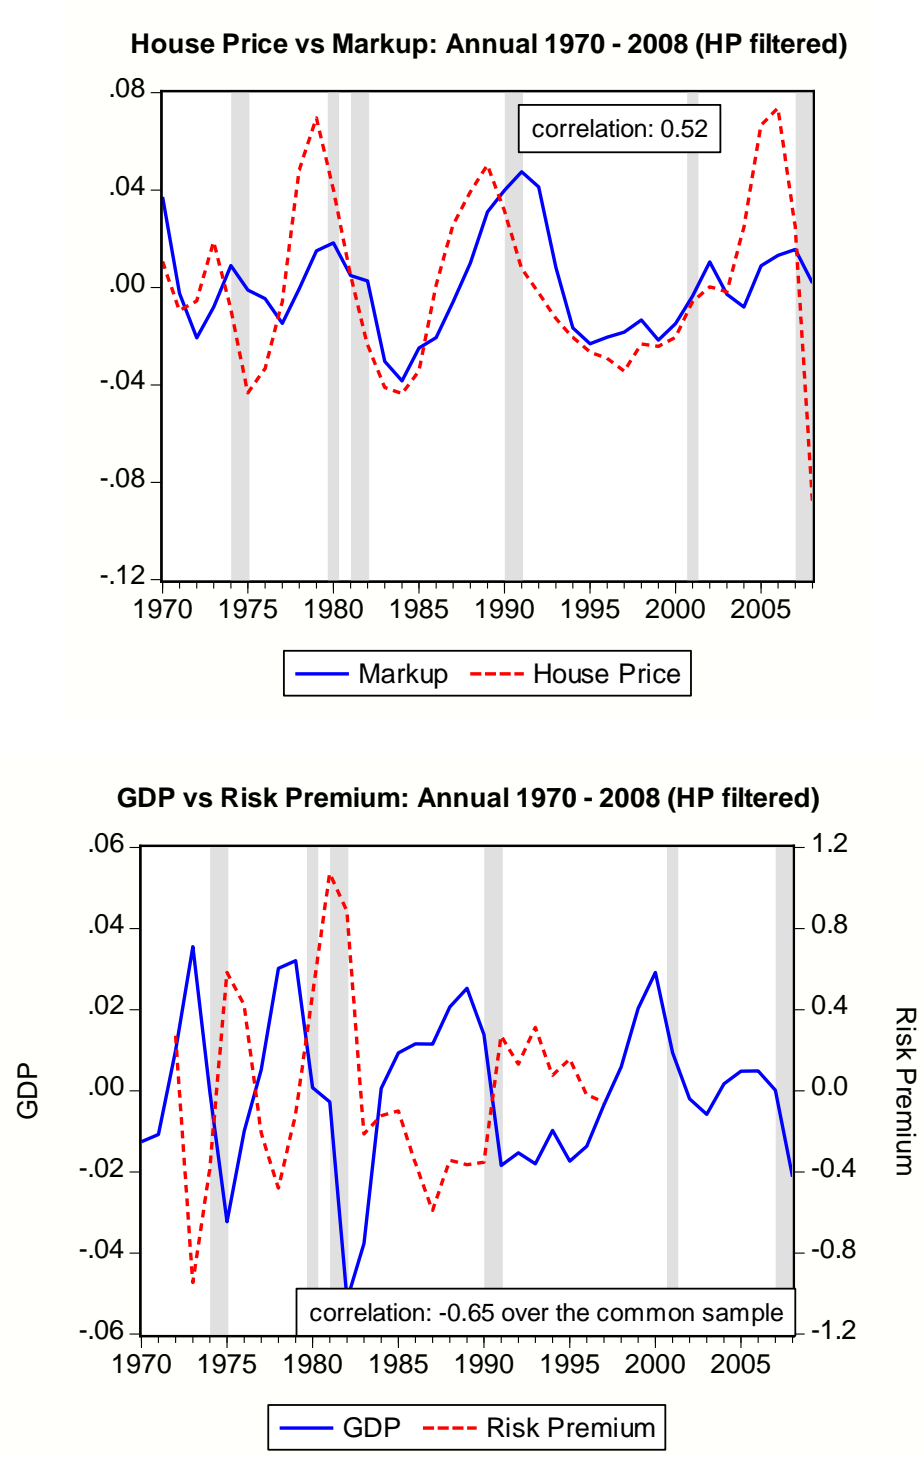 House Price vs Markup: Annual 1970 - 2008 (HP filtered)
.08
correlation: 0.52
.04
.00
-.04
-.08
-.12
1970 1975 1980 1985 1990 1995 2000 2005
Markup House Price
GDP vs Risk Premium: Annual 1970 - 2008 (HP filtered)
.06 1.2
.04 0.8
.02 0.4
.00 0.0
-.02 -0.4
-.04 -0.8
-.06 -1.2
GDP
Risk Premium
correlation: -0.65 over the common sample
1970 1975 1980 1985 1990 1995 2000 2005
GDP Risk Premium